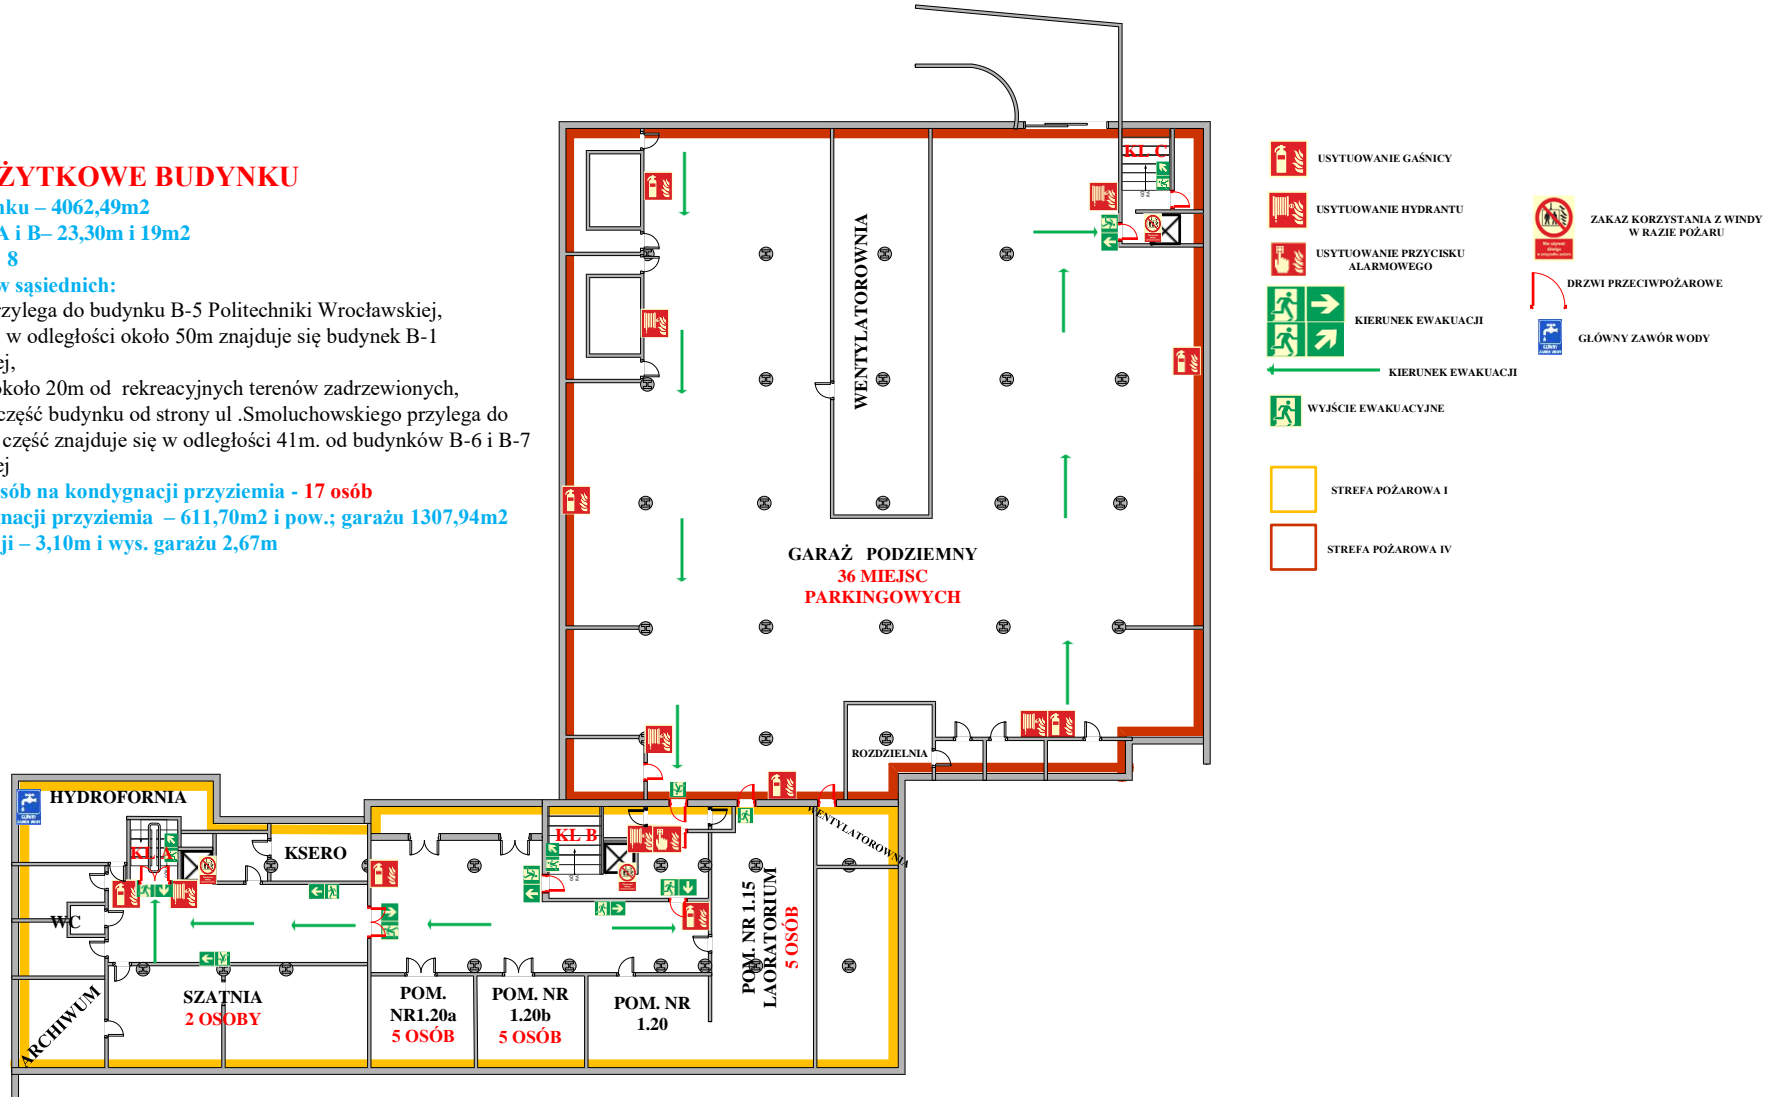 ŻYTKOWE BUDYNKU
nku – 4062,49m2
A i B– 23,30m i 19m2
8
w sąsiednich:
rzylega do budynku B-5 Politechniki Wrocławskiej,
w odległości około 50m znajduje się budynek B-1
ej,
około 20m od rekreacyjnych terenów zadrzewionych,
część budynku od strony ul .Smoluchowskiego przylega do
część znajduje się w odległości 41m. od budynków B-6 i B-7
ej
sób na kondygnacji przyziemia - 17 osób
nacji przyziemia – 611,70m2 i pow.; garażu 1307,94m2
ji – 3,10m i wys. garażu 2,67m
KL C
WENTYLATOROWNIA
GARAŻ PODZIEMNY
36 MIEJSC
PARKINGOWYCH
ROZDZIELNIA
USYTUOWANIE GAŚNICY
USYTUOWANIE HYDRANTU
USYTUOWANIE PRZYCISKU
ALARMOWEGO
KIERUNEK EWAKUACJI
KIERUNEK EWAKUACJI
WYJŚCIE EWAKUACYJNE
STREFA POŻAROWA I
STREFA POŻAROWA IV
ZAKAZ KORZYSTANIA Z WINDY
W RAZIE POŻARU
DRZWI PRZECIWPOŻAROWE
GŁÓWNY ZAWÓR WODY
HYDROFORNIA
KL A
KSERO
WC
ARCHIWUM
SZATNIA
2 OSOBY
KL B
WENTYLATOROWNIA
POM.
NR1.20a
5 OSÓB
POM. NR
1.20b
5 OSÓB
POM. NR
1.20
POM. NR 1.15
LAORATORIUM
5 OSÓB